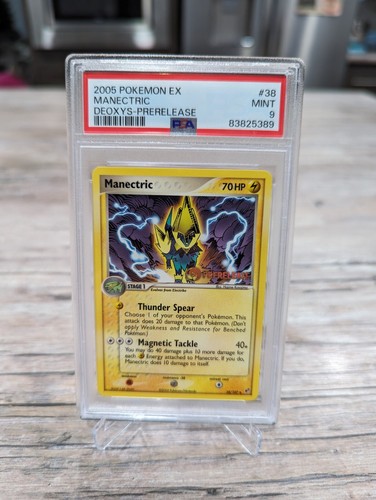 2005 POKEMON EX #38
MANECTRIC MINT
DEOXYS-PRERELEASE 9
PSA 83825389
Manectric 70 HP
PRERELEASE
STAGE 1 Evolves from Electrike
Thunder Spear
Choose 1 of your opponent's Pokémon. This
attack does 20 damage to that Pokémon. (Don't
apply Weakness and Resistance for Benched
Pokémon.)
Magnetic Tackle 40+
You may do 40 damage plus 10 more damage for
each Energy attached to Manectric. If you do,
Manectric does 10 damage to itself.